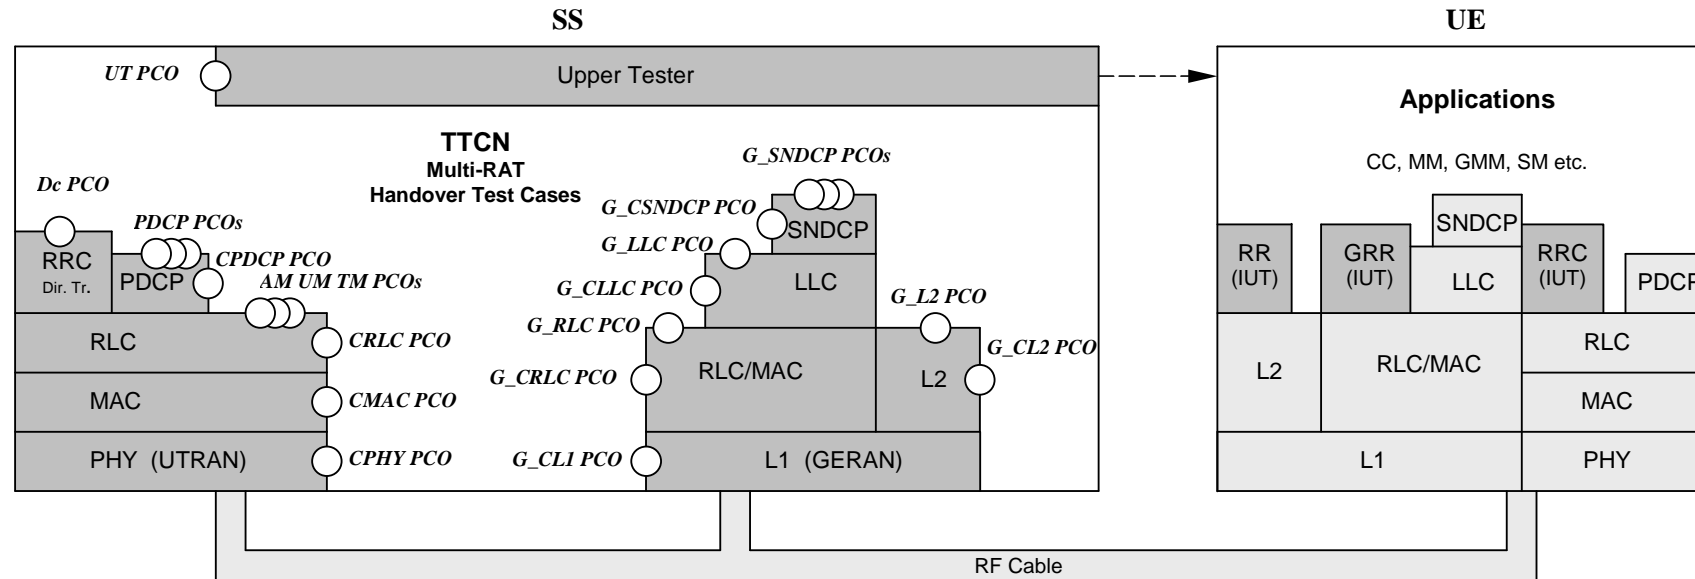 SS
UE
UT PCO
Upper Tester
Applications
CC, MM, GMM, SM etc.
TTCN
Multi-RAT
Handover Test Cases
Dc PCO
PDCP PCOs
CPDCP PCO
AM UM TM PCOs
RRC
Dir. Tr.
PDCP
RLC
CRLC PCO
MAC
CMAC PCO
PHY (UTRAN)
CPHY PCO
G_SNDCP PCOs
G_CSNDCP PCO
SNDCP
G_LLC PCO
G_CLLC PCO
LLC
G_L2 PCO
G_RLC PCO
G_CL2 PCO
G_CRLC PCO
RLC/MAC
L2
G_CL1 PCO
L1 (GERAN)
SNDCP
RR
(IUT)
GRR
(IUT)
LLC
RRC
(IUT)
PDCP
L2
RLC/MAC
RLC
MAC
L1
PHY
RF Cable